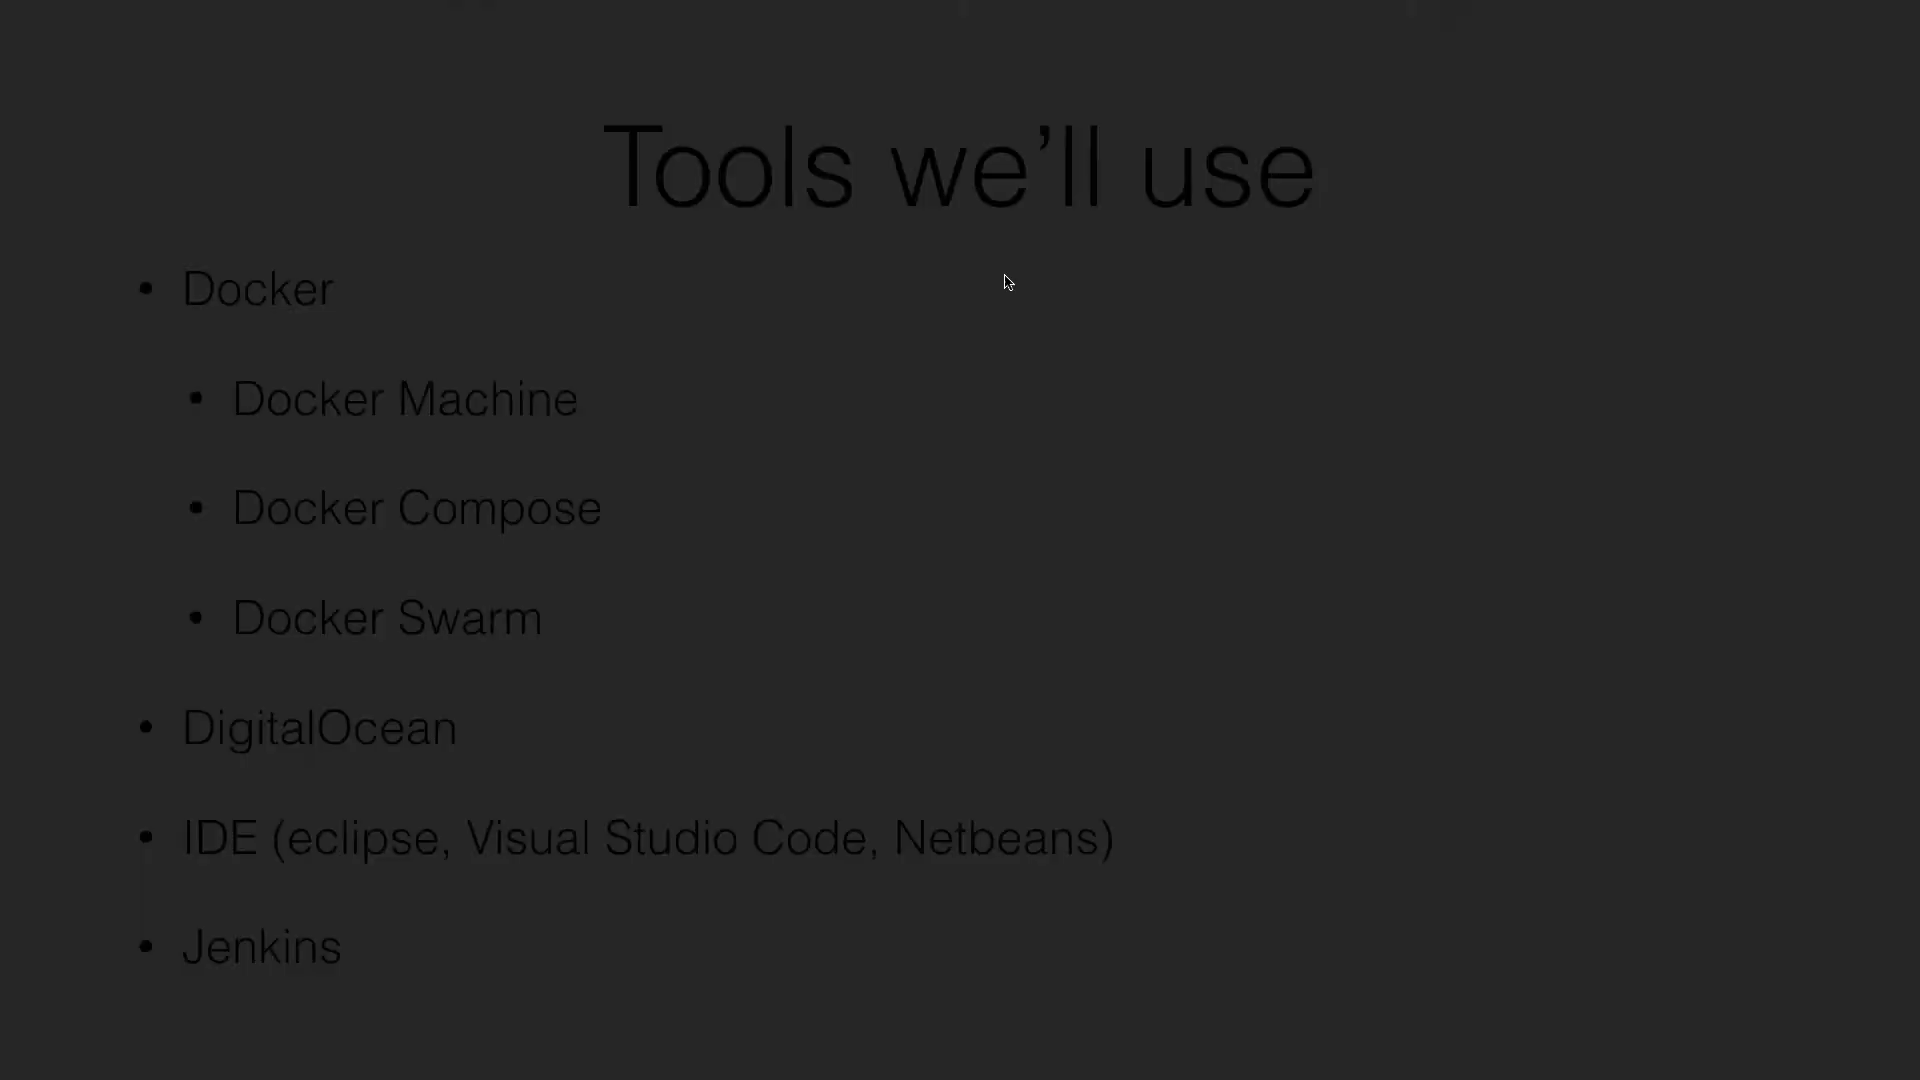 Tools we’ll use
• Docker
• Docker Machine
• Docker Compose
• Docker Swarm
• DigitalOcean
• IDE (eclipse, Visual Studio Code, Netbeans)
• Jenkins